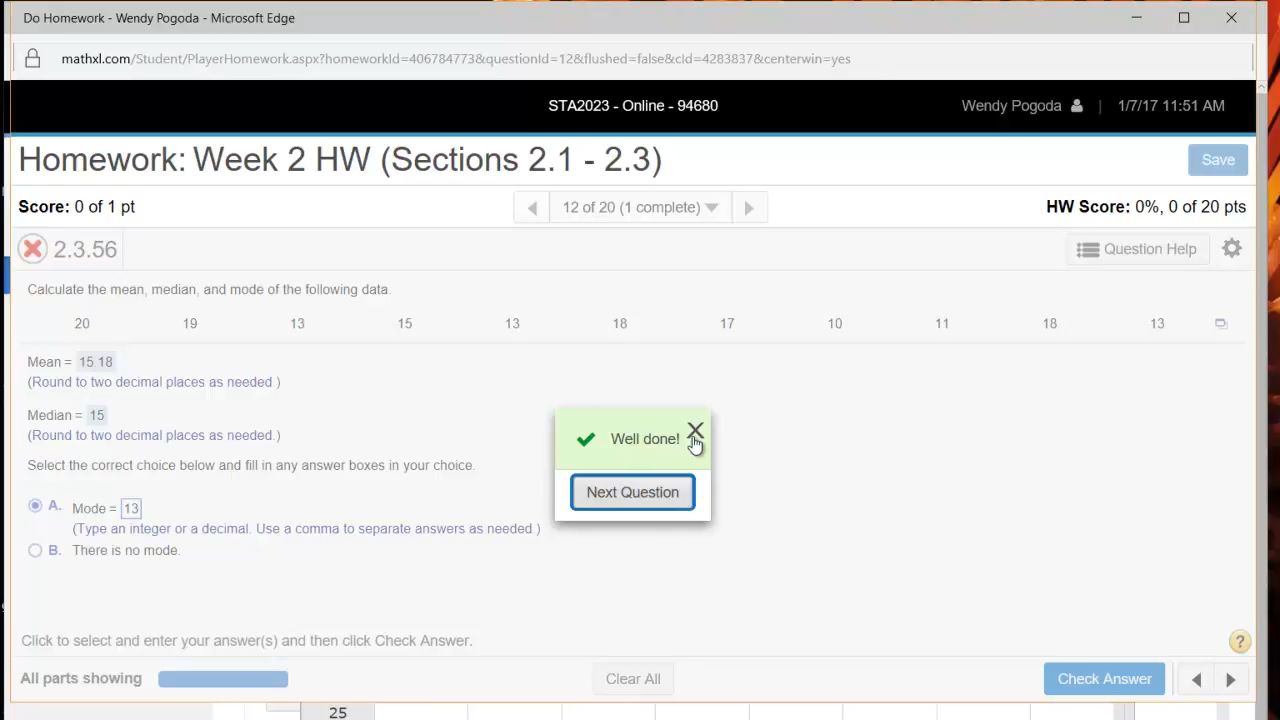 Do Homework - Wendy Pogoda - Microsoft Edge
mathxl.com/Student/PlayerHomework.aspx?homeworkId=406784773&questionId=12&flushed=false&cId=4283837&centerwin=yes
STA2023 - Online - 94680 Wendy Pogoda | 1/7/17 11:51 AM
Homework: Week 2 HW (Sections 2.1 - 2.3) Save
Score: 0 of 1 pt 12 of 20 (1 complete) HW Score: 0%, 0 of 20 pts
2.3.56 Question Help
Calculate the mean, median, and mode of the following data.
20 19 13 15 13 18 17 10 11 18 13
Mean = 15.18
(Round to two decimal places as needed.)
Median = 15
(Round to two decimal places as needed.)
Well done!
Select the correct choice below and fill in any answer boxes in your choice.
Next Question
A. Mode = 13
(Type an integer or a decimal. Use a comma to separate answers as needed.)
B. There is no mode.
Click to select and enter your answer(s) and then click Check Answer. ?
All parts showing Clear All Check Answer
25